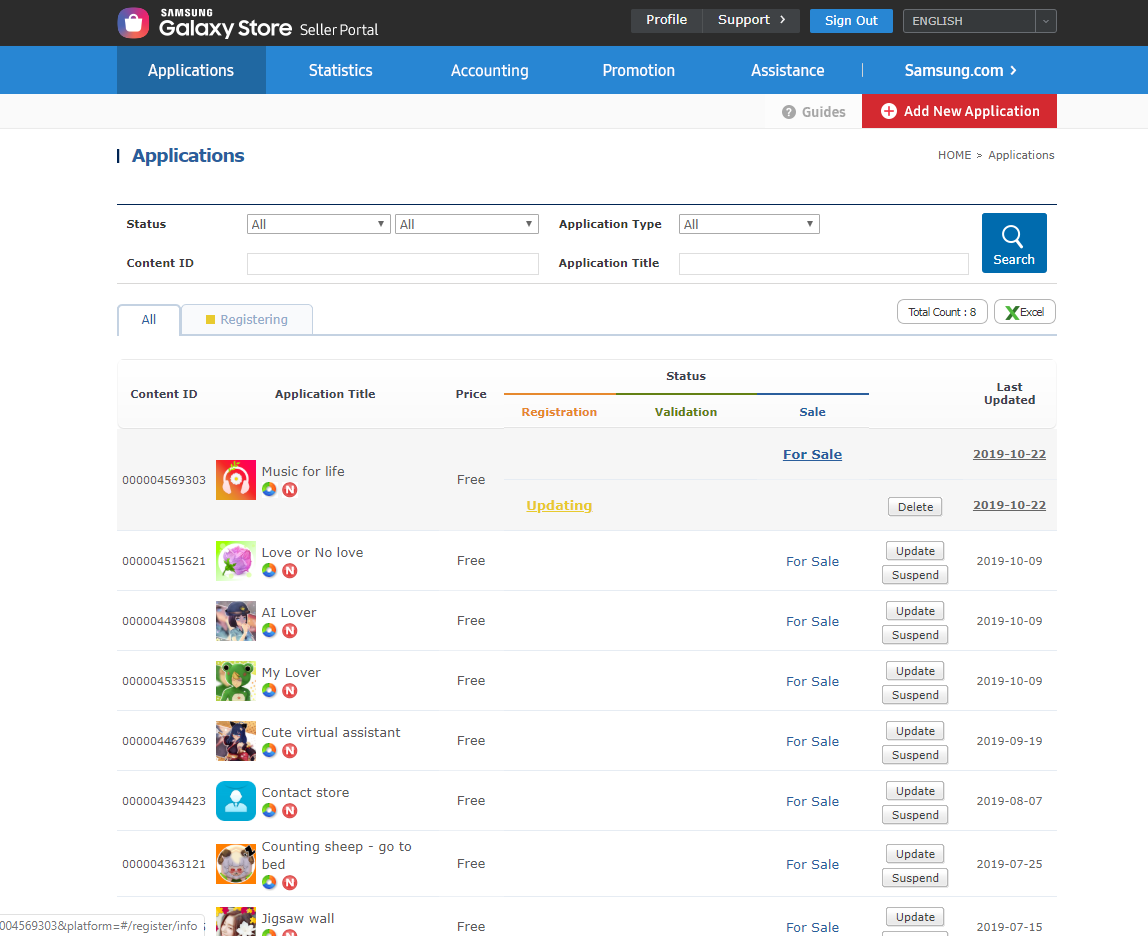 SAMSUNG
Galaxy Store Seller Portal
Profile Support > Sign Out ENGLISH
Applications Statistics Accounting Promotion Assistance | Samsung.com >
? Guides + Add New Application
Applications HOME > Applications
Status All All Application Type All
Content ID Application Title Search
All Registering Total Count : 8 Excel
Status
Content ID Application Title Price Last Updated
Registration Validation Sale
For Sale 2019-10-22
000004569303 Music for life Free
N
Updating Delete 2019-10-22
000004515621 Love or No love Free For Sale Update 2019-10-09
N Suspend
000004439808 AI Lover Free For Sale Update 2019-10-09
N Suspend
000004533515 My Lover Free For Sale Update 2019-10-09
N Suspend
000004467639 Cute virtual assistant Free For Sale Update 2019-09-19
N Suspend
000004394423 Contact store Free For Sale Update 2019-08-07
N Suspend
Counting sheep - go to
000004363121 bed Free For Sale Update 2019-07-25
N Suspend
Jigsaw wall Free For Sale Update 2019-07-15
004569303&platform=#/register/info